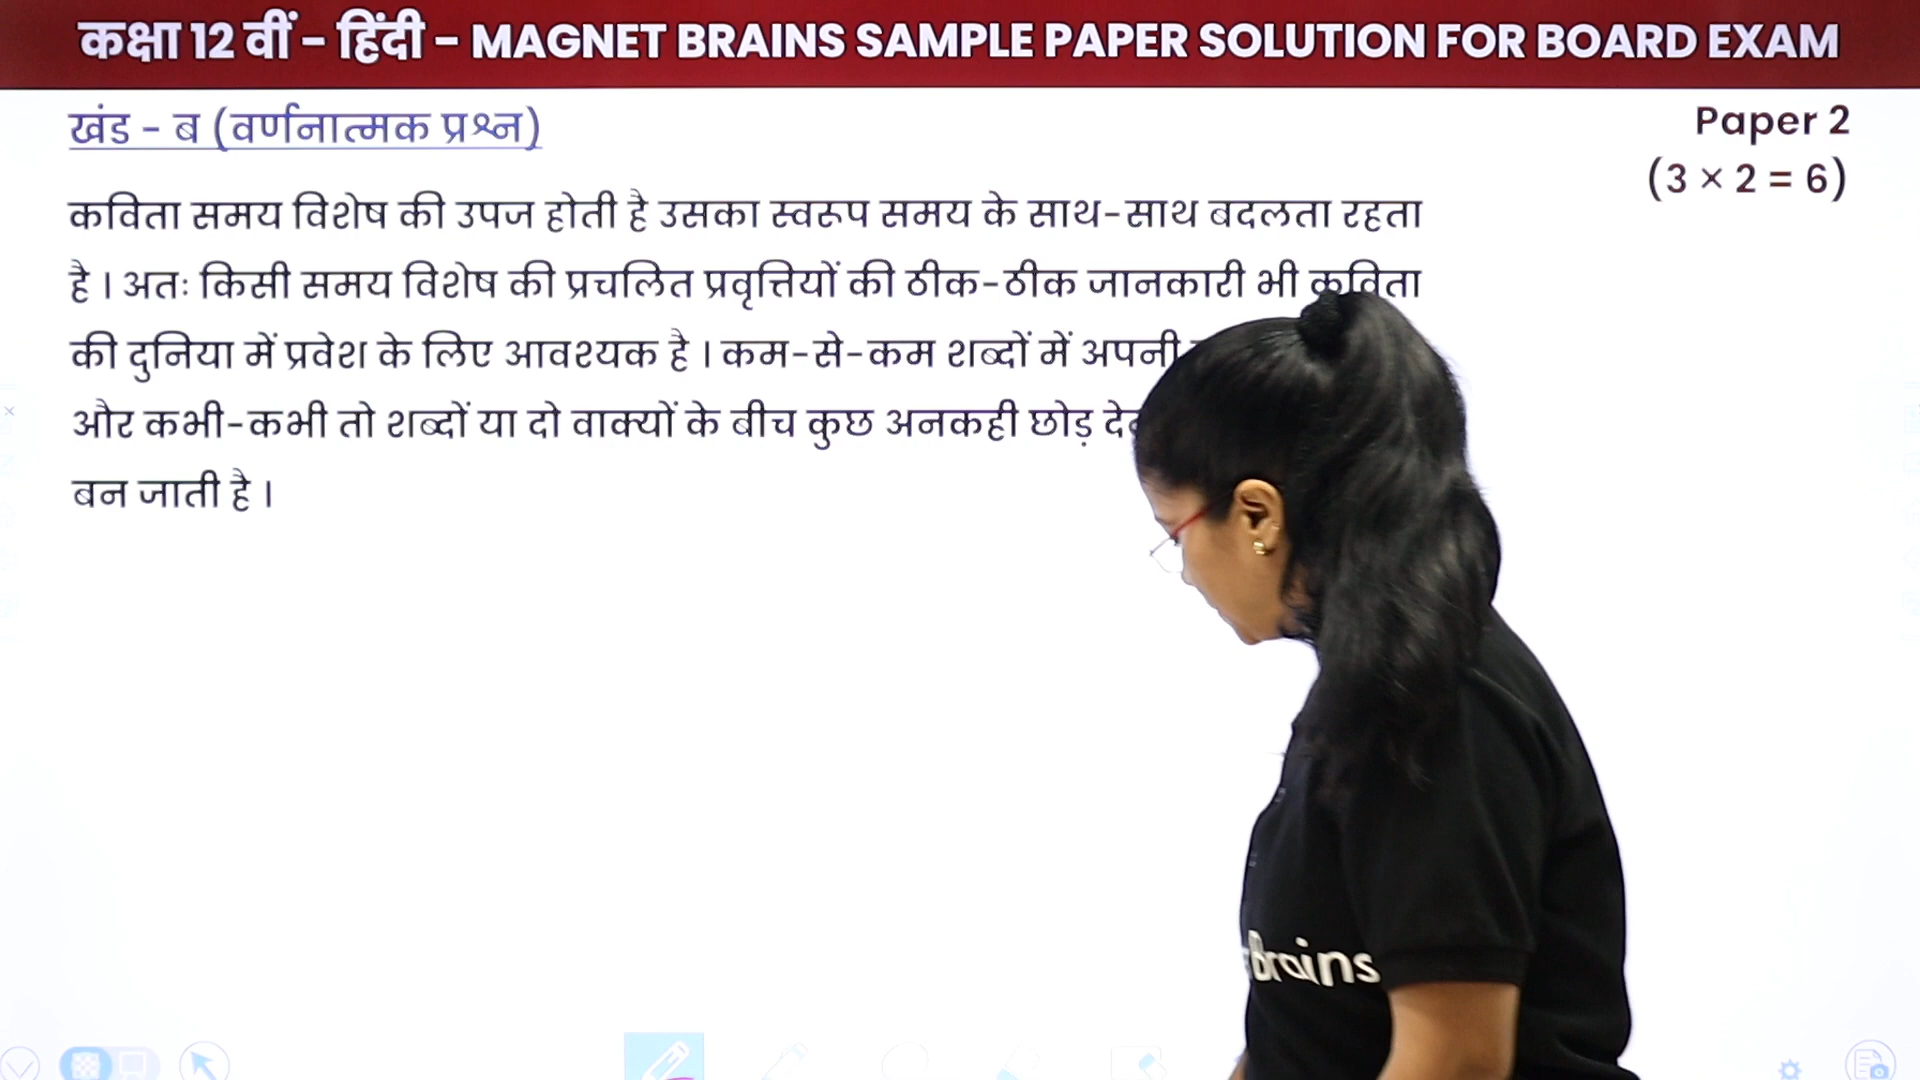 कक्षा 12 वीं – हिंदी – MAGNET BRAINS SAMPLE PAPER SOLUTION FOR BOARD EXAM
खंड - ब (वर्णनात्मक प्रश्न)
Paper 2
(3 × 2 = 6)
कविता समय विशेष की उपज होती है उसका स्वरूप समय के साथ-साथ बदलता रहता
है । अतः किसी समय विशेष की प्रचलित प्रवृत्तियों की ठीक-ठीक जानकारी भी कविता
की दुनिया में प्रवेश के लिए आवश्यक है । कम-से-कम शब्दों में अपनी
और कभी-कभी तो शब्दों या दो वाक्यों के बीच कुछ अनकही छोड़
बन जाती है ।
Brains